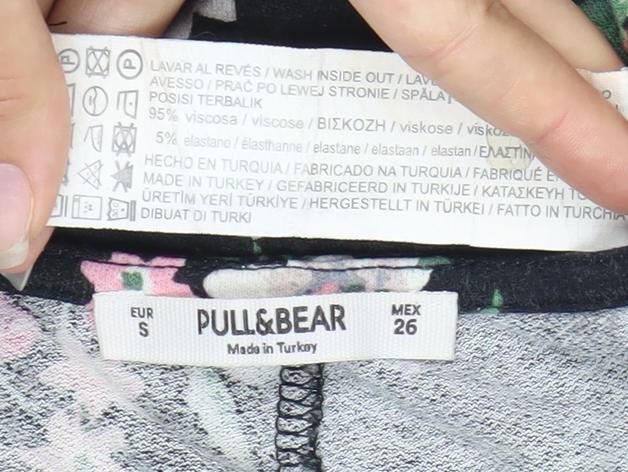 LAVAR AL REVÉS / WASH INSIDE OUT /
AVESSO / PRAĆ PO LEWEJ STRONIE /
POSISI TERBALIK
95% viscosa / viscose / ΒΙΣΚΟΖΗ / viskose /
5% elastano / élasthanne / elastane / elastaan / elastan /
HECHO EN TURQUIA / FABRICADO NA TURQUIA / FABRIQUÉ
MADE IN TURKEY / GEFABRICEERD IN TURKIJE /
ÜRETİM YERİ TÜRKİYE / HERGESTELLT IN TÜRKEI / FATTO IN TURCHIA
DIBUAT DI TURKI
EUR S PULL&BEAR MEX 26
Made in Turkey